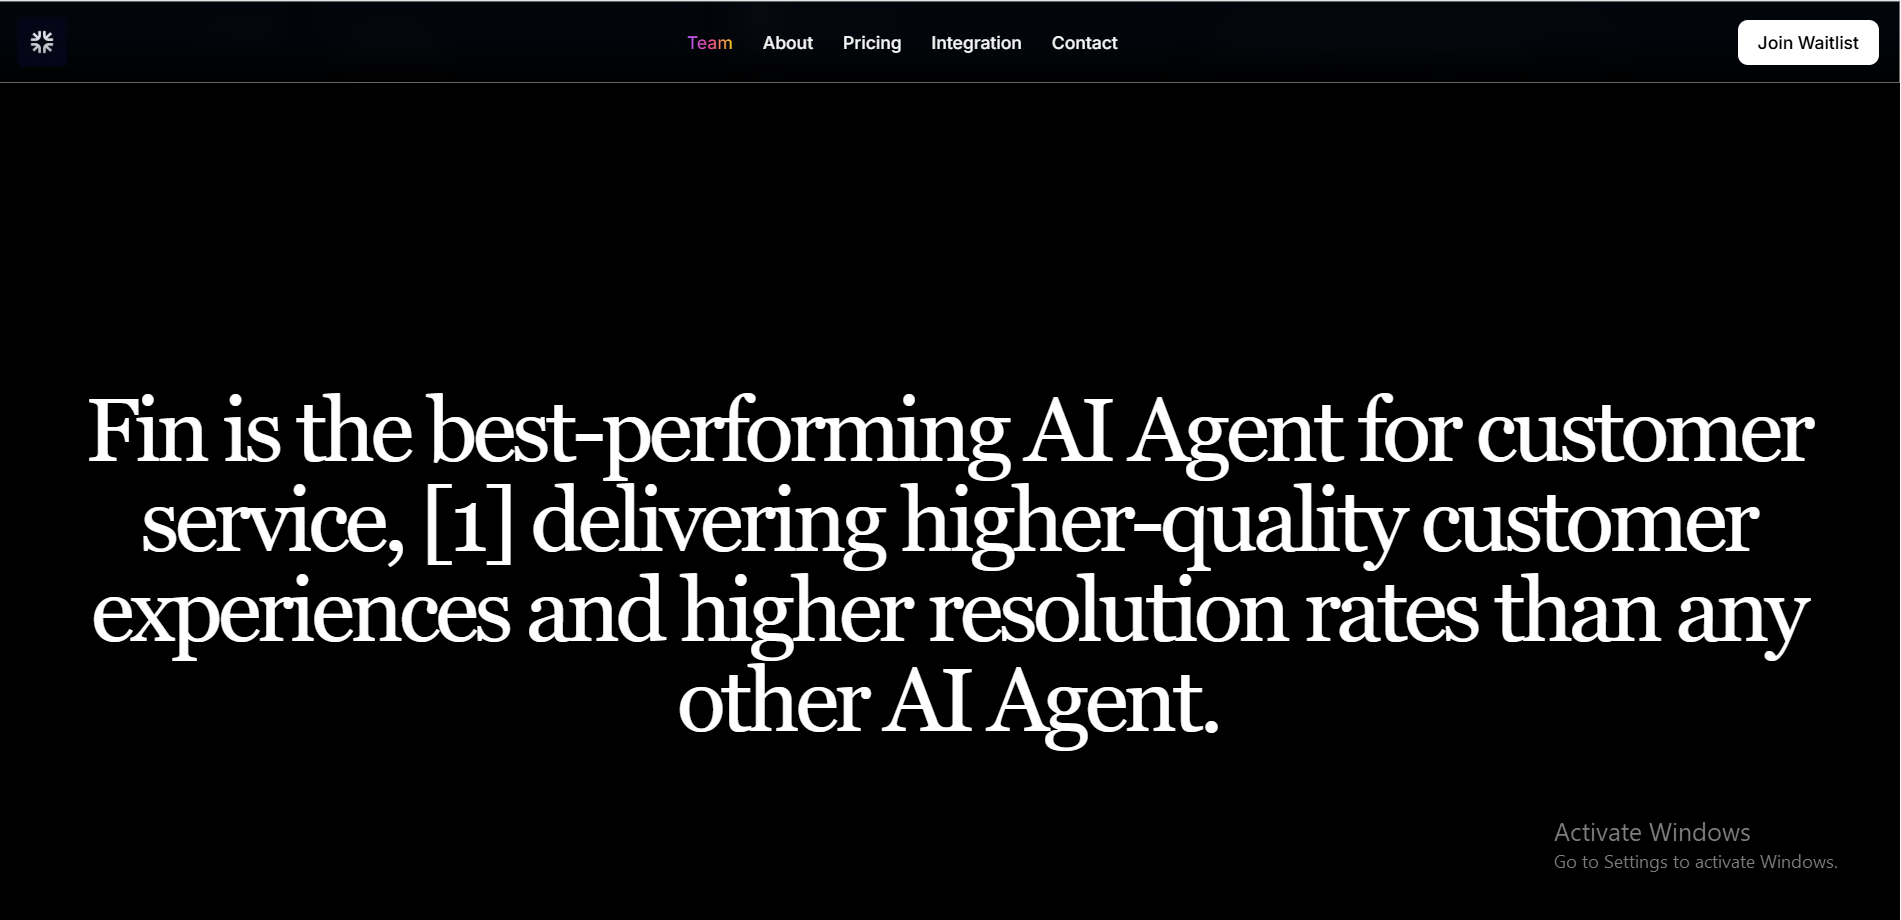 Team About Pricing Integration Contact Join Waitlist
Fin is the best-performing AI Agent for customer
service, [1] delivering higher-quality customer
experiences and higher resolution rates than any
other AI Agent.
Activate Windows
Go to Settings to activate Windows.